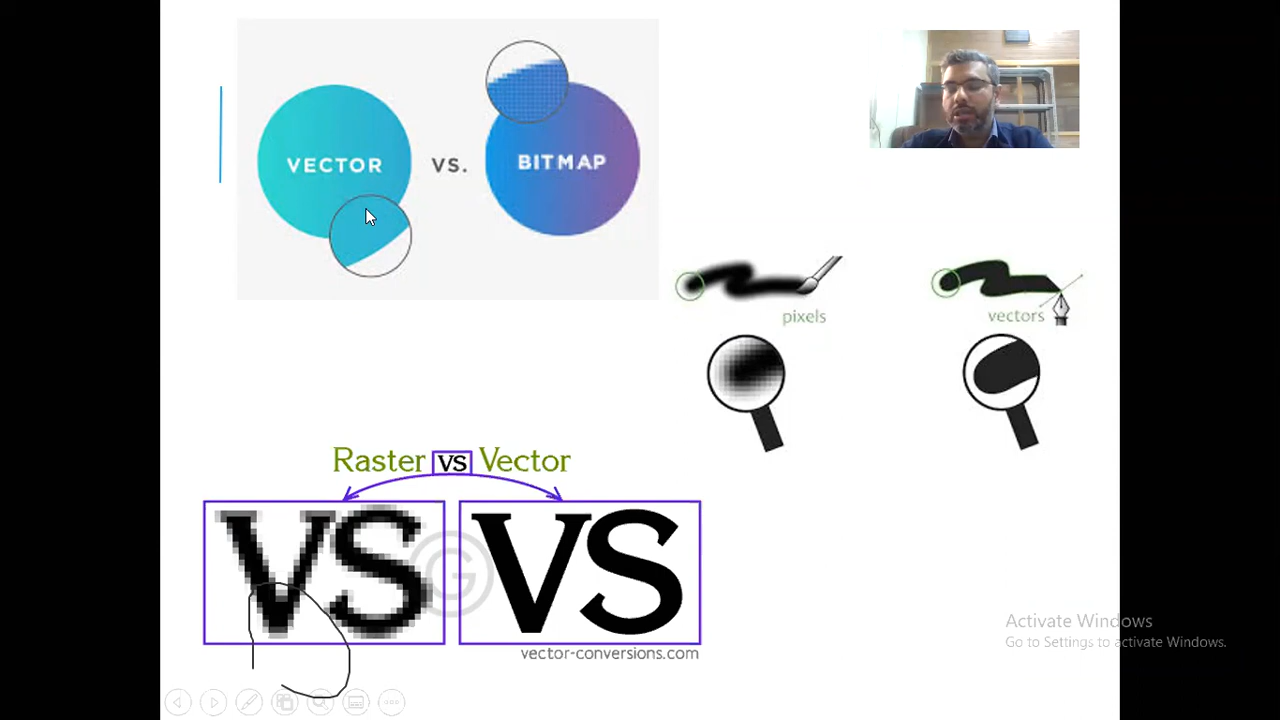 VECTOR
VS.
BITMAP
pixels
vectors
Raster VS Vector
VS
VS
G
vector-conversions.com
Activate Windows
Go to Settings to activate Windows.